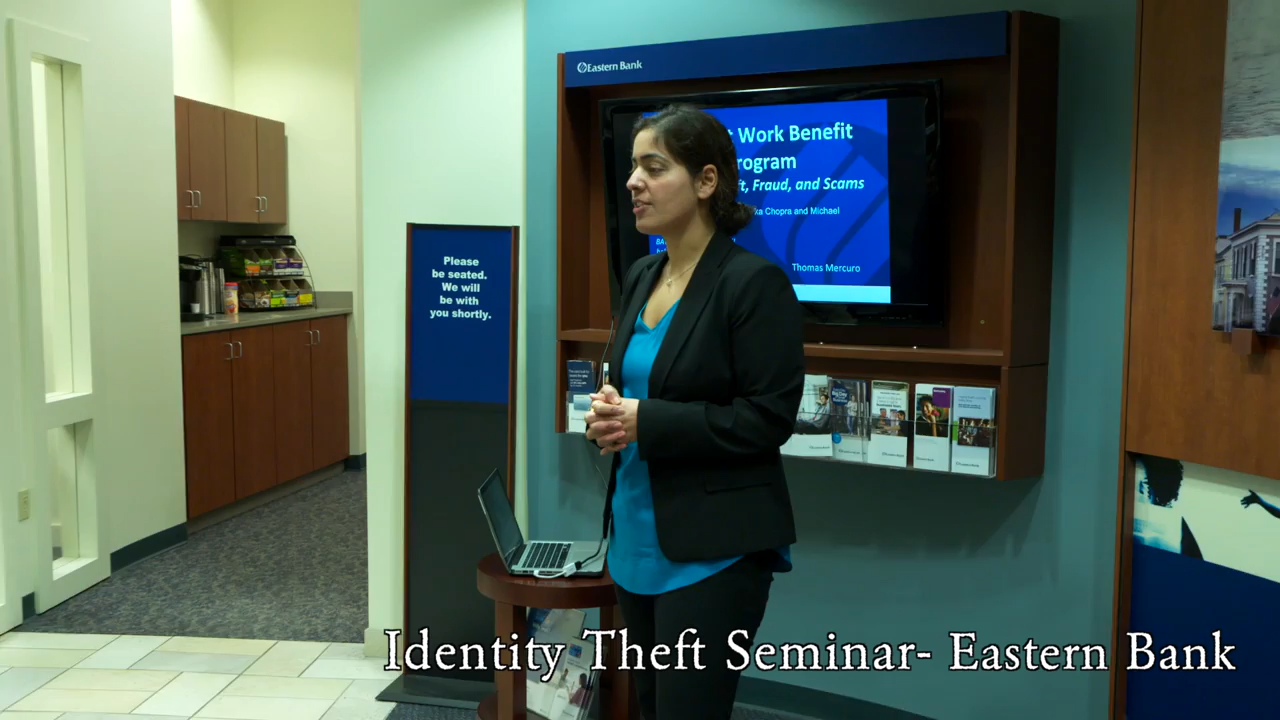 Eastern Bank
t Work Benefit
rogram
ft, Fraud, and Scams
ka Chopra and Michael
Thomas Mercuro
Please
be seated.
We will
be with
you shortly.
Identity Theft Seminar- Eastern Bank